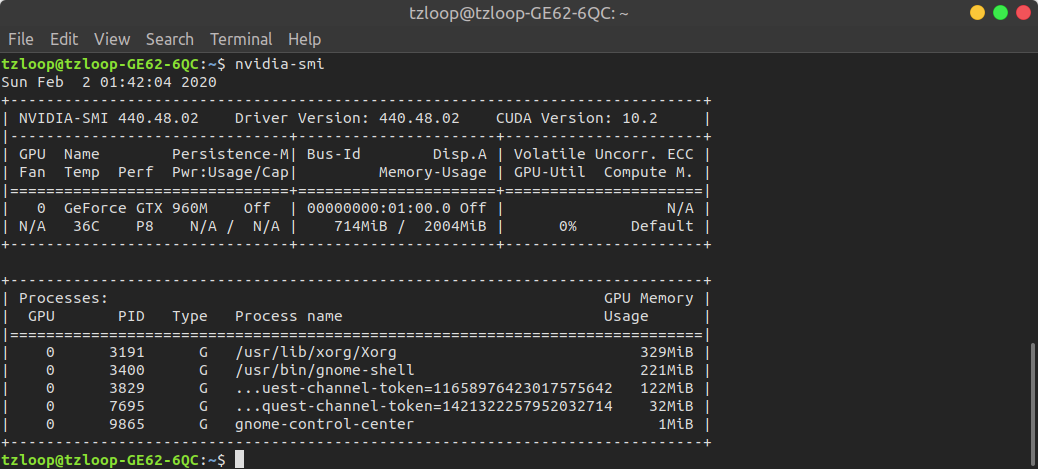 tzloop@tzloop-GE62-6QC: ~
File Edit View Search Terminal Help
tzloop@tzloop-GE62-6QC:~$ nvidia-smi
Sun Feb  2 01:42:04 2020
+-----------------------------------------------------------------------------+
| NVIDIA-SMI 440.48.02    Driver Version: 440.48.02    CUDA Version: 10.2     |
|-------------------------------+----------------------+----------------------+
| GPU  Name        Persistence-M| Bus-Id        Disp.A | Volatile Uncorr. ECC |
| Fan  Temp  Perf  Pwr:Usage/Cap|         Memory-Usage | GPU-Util  Compute M. |
|===============================+======================+======================|
|   0  GeForce GTX 960M    Off  | 00000000:01:00.0 Off |                  N/A |
| N/A   36C    P8    N/A /  N/A |    714MiB /  2004MiB |      0%      Default |
+-------------------------------+----------------------+----------------------+

+-----------------------------------------------------------------------------+
| Processes:                                                       GPU Memory |
|  GPU       PID   Type   Process name                             Usage      |
|=============================================================================|
|    0      3191      G   /usr/lib/xorg/Xorg                           329MiB |
|    0      3400      G   /usr/bin/gnome-shell                         221MiB |
|    0      3829      G   ...uest-channel-token=11658976423017575642   122MiB |
|    0      7695      G   ...quest-channel-token=1421322257952032714    32MiB |
|    0      9865      G   gnome-control-center                           1MiB |
+-----------------------------------------------------------------------------+
tzloop@tzloop-GE62-6QC:~$